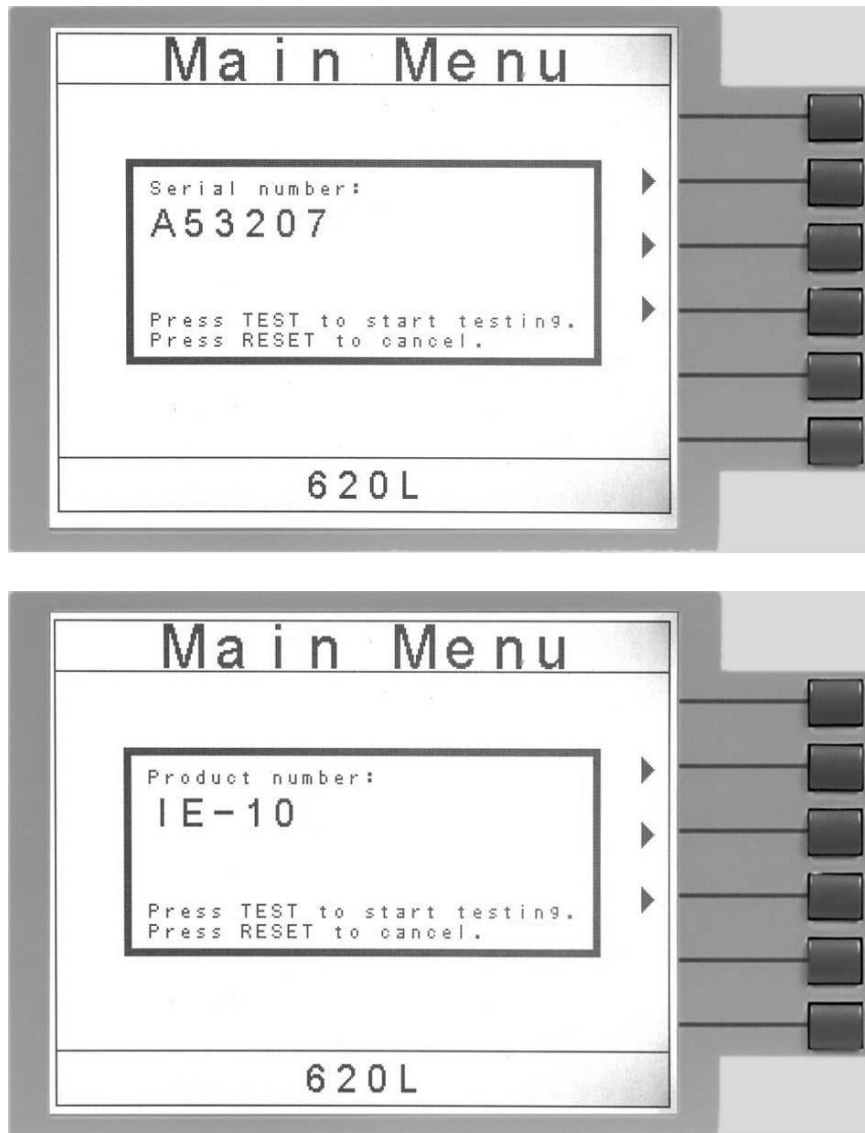 Main Menu
Serial number:
A53207
Press TEST to start testing.
Press RESET to cancel.
620L
Main Menu
Product number:
IE-10
Press TEST to start testing.
Press RESET to cancel.
620L